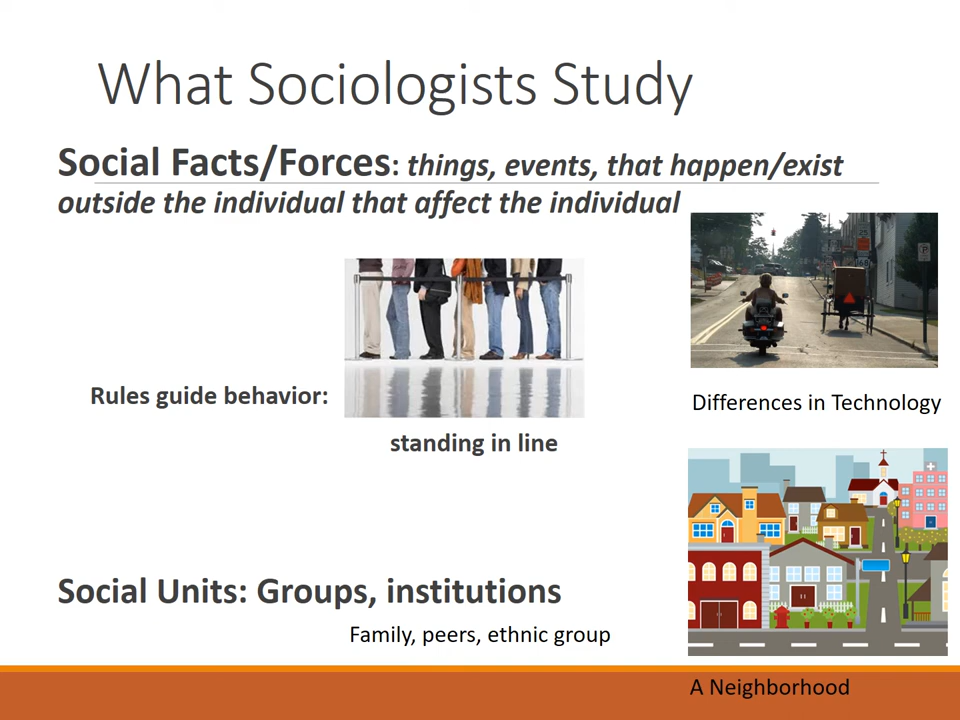 What Sociologists Study
Social Facts/Forces: things, events, that happen/exist
outside the individual that affect the individual
Rules guide behavior:
standing in line
Differences in Technology
Social Units: Groups, institutions
Family, peers, ethnic group
A Neighborhood